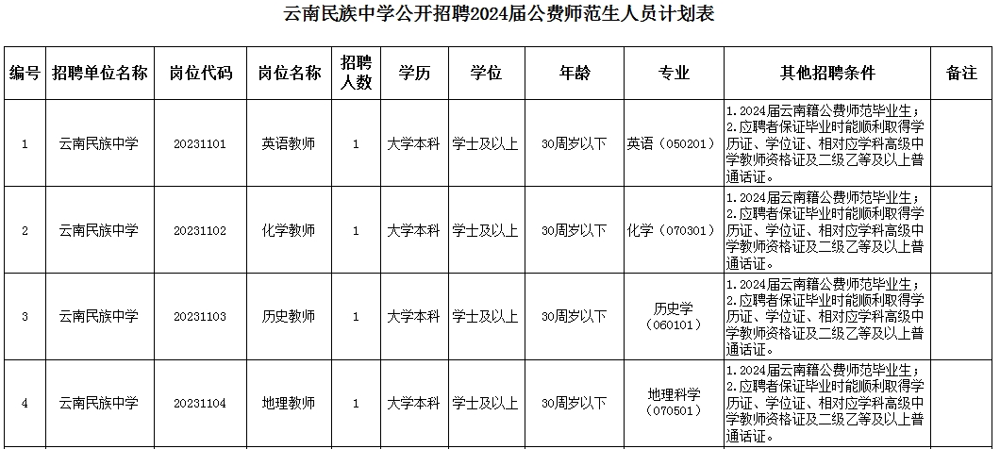 云南民族中学公开招聘2024届公费师范生人员计划表
编号 招聘单位名称 岗位代码 岗位名称 招聘人数 学历 学位 年龄 专业 其他招聘条件 备注
1 云南民族中学 20231101 英语教师 1 大学本科 学士及以上 30周岁以下 英语（050201）
1.2024届云南籍公费师范毕业生；
2.应聘者保证毕业时能顺利取得学
历证、学位证、相对应学科高级中
学教师资格证及二级乙等及以上普
通话证。
2 云南民族中学 20231102 化学教师 1 大学本科 学士及以上 30周岁以下 化学（070301）
1.2024届云南籍公费师范毕业生；
2.应聘者保证毕业时能顺利取得学
历证、学位证、相对应学科高级中
学教师资格证及二级乙等及以上普
通话证。
3 云南民族中学 20231103 历史教师 1 大学本科 学士及以上 30周岁以下 历史学
（060101）
1.2024届云南籍公费师范毕业生；
2.应聘者保证毕业时能顺利取得学
历证、学位证、相对应学科高级中
学教师资格证及二级乙等及以上普
通话证。
4 云南民族中学 20231104 地理教师 1 大学本科 学士及以上 30周岁以下 地理科学
（070501）
1.2024届云南籍公费师范毕业生；
2.应聘者保证毕业时能顺利取得学
历证、学位证、相对应学科高级中
学教师资格证及二级乙等及以上普
通话证。